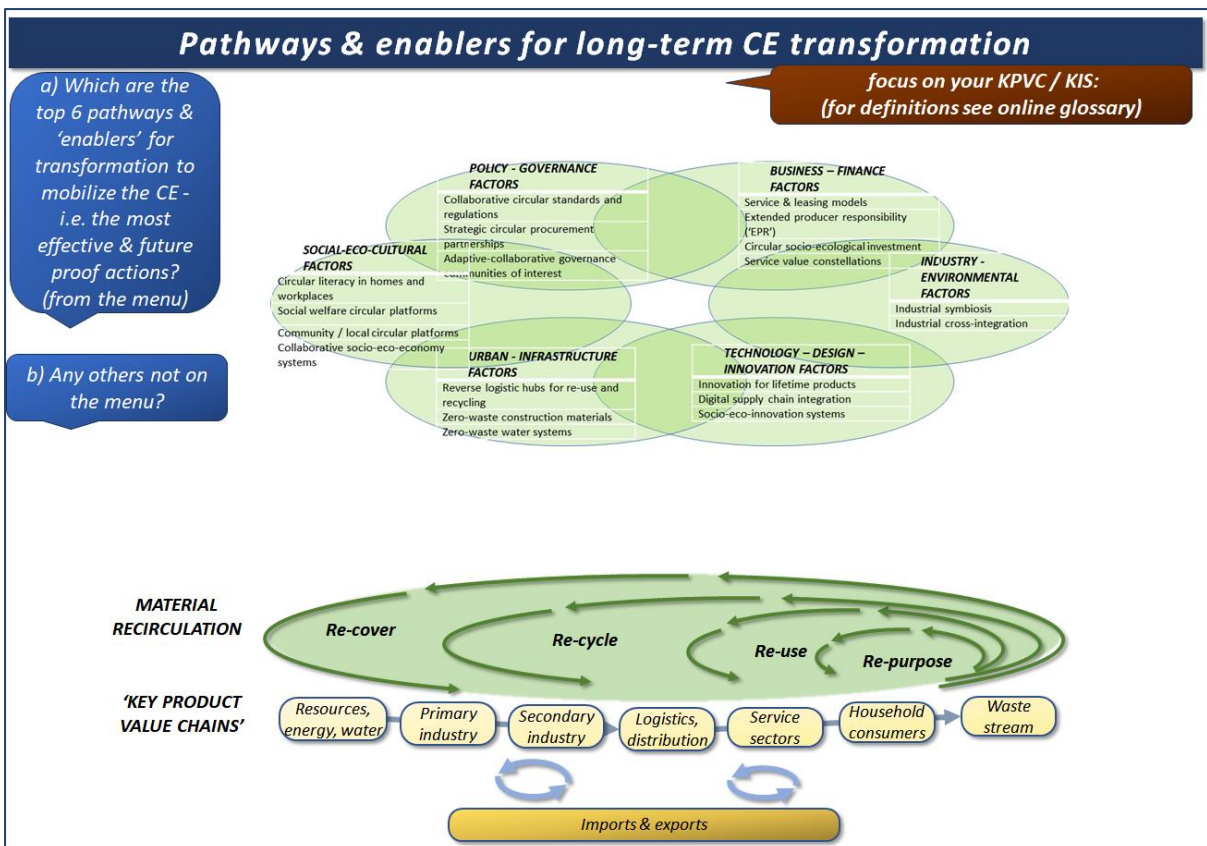 Pathways & enablers for long-term CE transformation
a) Which are the
top 6 pathways &
‘enablers’ for
transformation to
mobilize the CE -
i.e. the most
effective & future
proof actions?
(from the menu)
focus on your KPVC / KIS:
(for definitions see online glossary)
b) Any others not on
the menu?
POLICY - GOVERNANCE
FACTORS
Collaborative circular standards and
regulations
Strategic circular procurement
partnerships
Adaptive-collaborative governance
communities of interest
BUSINESS – FINANCE
FACTORS
Service & leasing models
Extended producer responsibility
(‘EPR’)
Circular socio-ecological investment
Service value constellations
SOCIAL-ECO-CULTURAL
FACTORS
Circular literacy in homes and
workplaces
Social welfare circular platforms
Community / local circular platforms
Collaborative socio-eco-economy
systems
INDUSTRY -
ENVIRONMENTAL
FACTORS
Industrial symbiosis
Industrial cross-integration
URBAN - INFRASTRUCTURE
FACTORS
Reverse logistic hubs for re-use and
recycling
Zero-waste construction materials
Zero-waste water systems
TECHNOLOGY – DESIGN –
INNOVATION FACTORS
Innovation for lifetime products
Digital supply chain integration
Socio-eco-innovation systems
MATERIAL
RECIRCULATION
Re-cover
Re-cycle
Re-use
Re-purpose
‘KEY PRODUCT
VALUE CHAINS’
Resources,
energy, water
Primary
industry
Secondary
industry
Logistics,
distribution
Service
sectors
Household
consumers
Waste
stream
Imports & exports